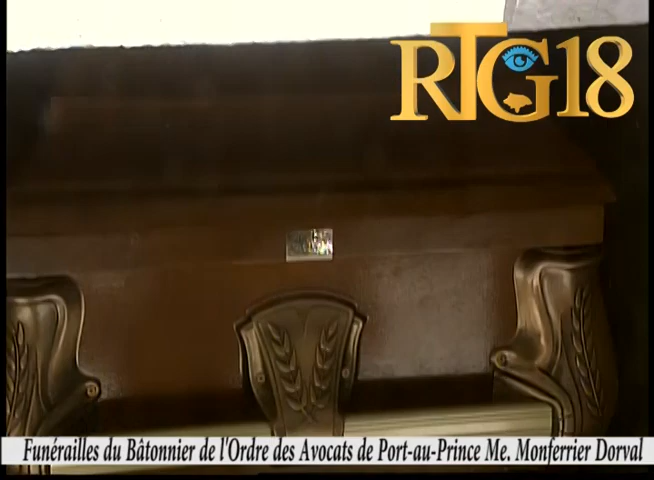 RTG18
Funérailles du Bâtonnier de l'Ordre des Avocats de Port-au-Prince Me. Monferrier Dorval